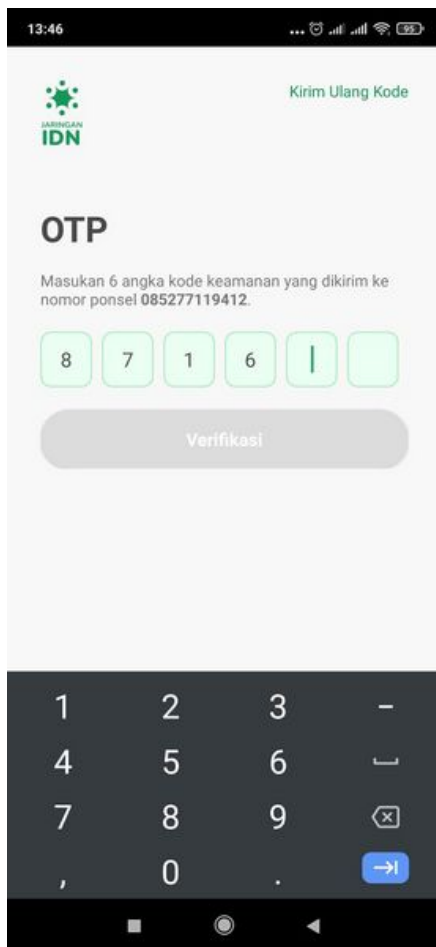 13:46
95
JARINGAN
IDN
Kirim Ulang Kode
OTP
Masukan 6 angka kode keamanan yang dikirim ke
nomor ponsel 085277119412.
8 7 1 6
Verifikasi
1 2 3 -
4 5 6
7 8 9
, 0 .